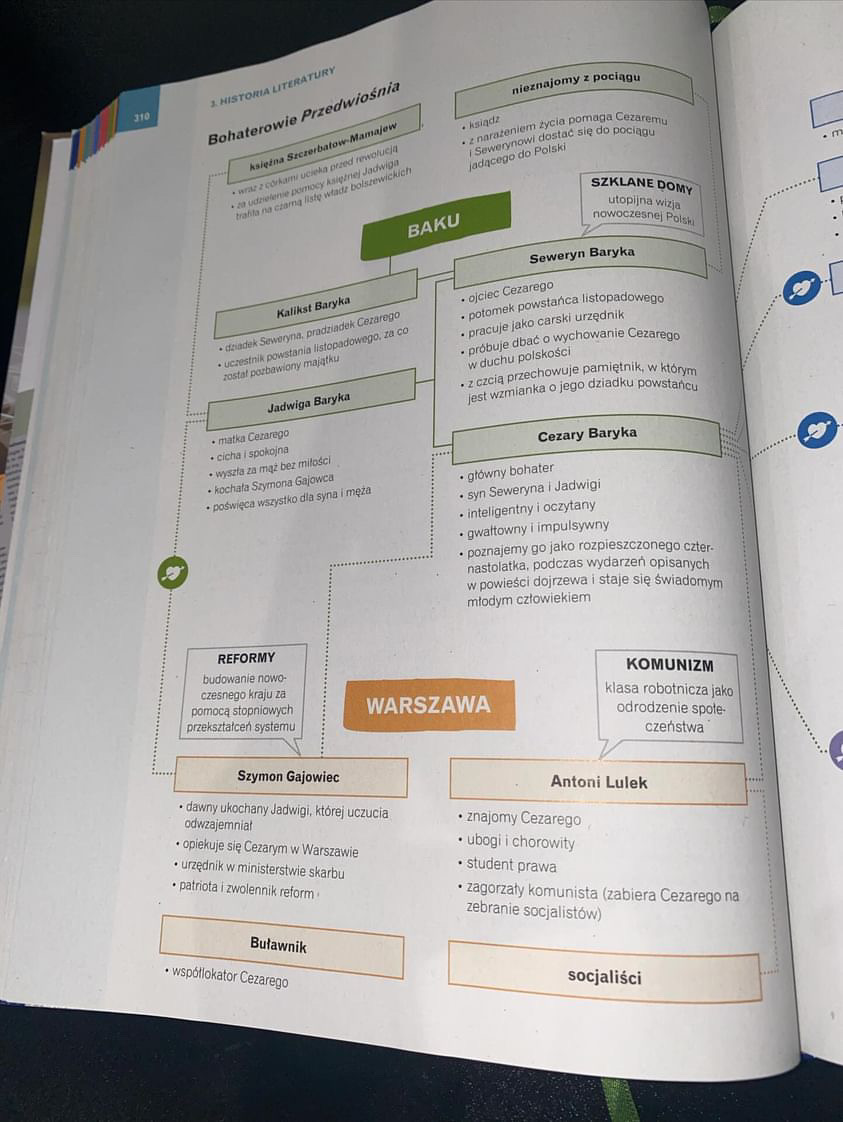 310
3. HISTORIA LITERATURY
Bohaterowie Przedwiośnia
księżna Szczerbatow-Mamajew
• wraz z córkami ucieka przed rewolucją
• za udzielenie pomocy księżnej Jadwiga
trafiła na czarną listę władz bolszewickich
nieznajomy z pociągu
• ksiądz
• z narażeniem życia pomaga Cezaremu
i Sewerynowi dostać się do pociągu
jadącego do Polski
SZKLANE DOMY
utopijna wizja
nowoczesnej Polski
BAKU
Kalikst Baryka
• dziadek Seweryna, pradziadek Cezarego
• uczestnik powstania listopadowego, za co
został pozbawiony majątku
Seweryn Baryka
• ojciec Cezarego
• potomek powstańca listopadowego
• pracuje jako carski urzędnik
• próbuje dbać o wychowanie Cezarego
w duchu polskości
• z czcią przechowuje pamiętnik, w którym
jest wzmianka o jego dziadku powstańcu
Jadwiga Baryka
• matka Cezarego
• cicha i spokojna
• wyszła za mąż bez miłości
• kochała Szymona Gajowca
• poświęca wszystko dla syna i męża
Cezary Baryka
• główny bohater
• syn Seweryna i Jadwigi
• inteligentny i oczytany
• gwałtowny i impulsywny
• poznajemy go jako rozpieszczonego czter-
nastolatka, podczas wydarzeń opisanych
w powieści dojrzewa i staje się świadomym
młodym człowiekiem
REFORMY
budowanie nowo-
czesnego kraju za
pomocą stopniowych
przekształceń systemu
WARSZAWA
KOMUNIZM
klasa robotnicza jako
odrodzenie społe-
czeństwa
Szymon Gajowiec
• dawny ukochany Jadwigi, której uczucia
odwzajemniał
• opiekuje się Cezarym w Warszawie
• urzędnik w ministerstwie skarbu
• patriota i zwolennik reform
Antoni Lulek
• znajomy Cezarego
• ubogi i chorowity
• student prawa
• zagorzały komunista (zabiera Cezarego na
zebranie socjalistów)
Buławnik
• współlokator Cezarego
socjaliści